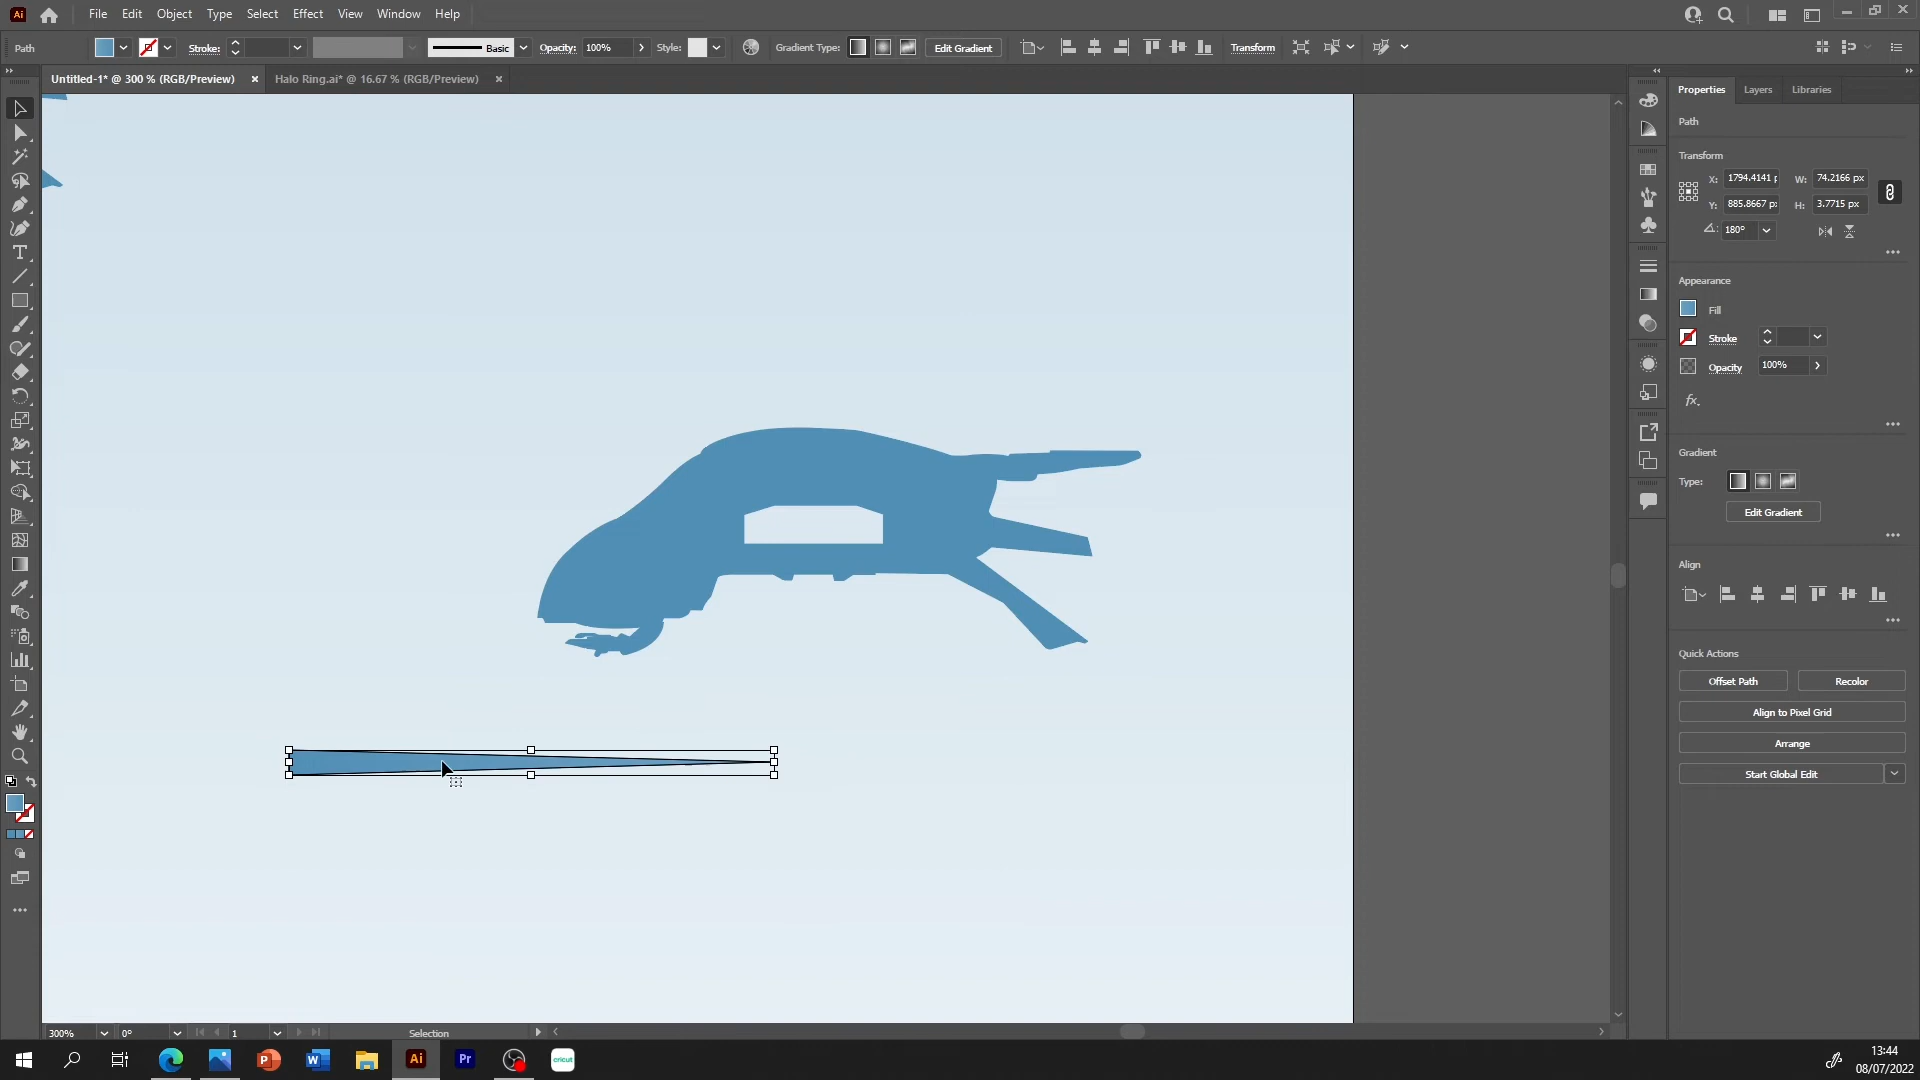 Ai File Edit Object Type Select Effect View Window Help
Path Stroke: Basic Opacity: 100% Style: Gradient Type: Edit Gradient Transform
Untitled-1* @ 300 % (RGB/Preview) × Halo Ring.ai* @ 16.67 % (RGB/Preview) ×
Properties Layers Libraries
Path
Transform
X: 1794.4141 p W: 74.2166 px
Y: 885.8667 px H: 3.7715 px
180°
Appearance
Fill
Stroke
Opacity 100%
fx.
Gradient
Type:
Edit Gradient
Align
Quick Actions
Offset Path Recolor
Align to Pixel Grid
Arrange
Start Global Edit
300% 0° 1 Selection
P W Ai Pr cricut
13:44
08/07/2022